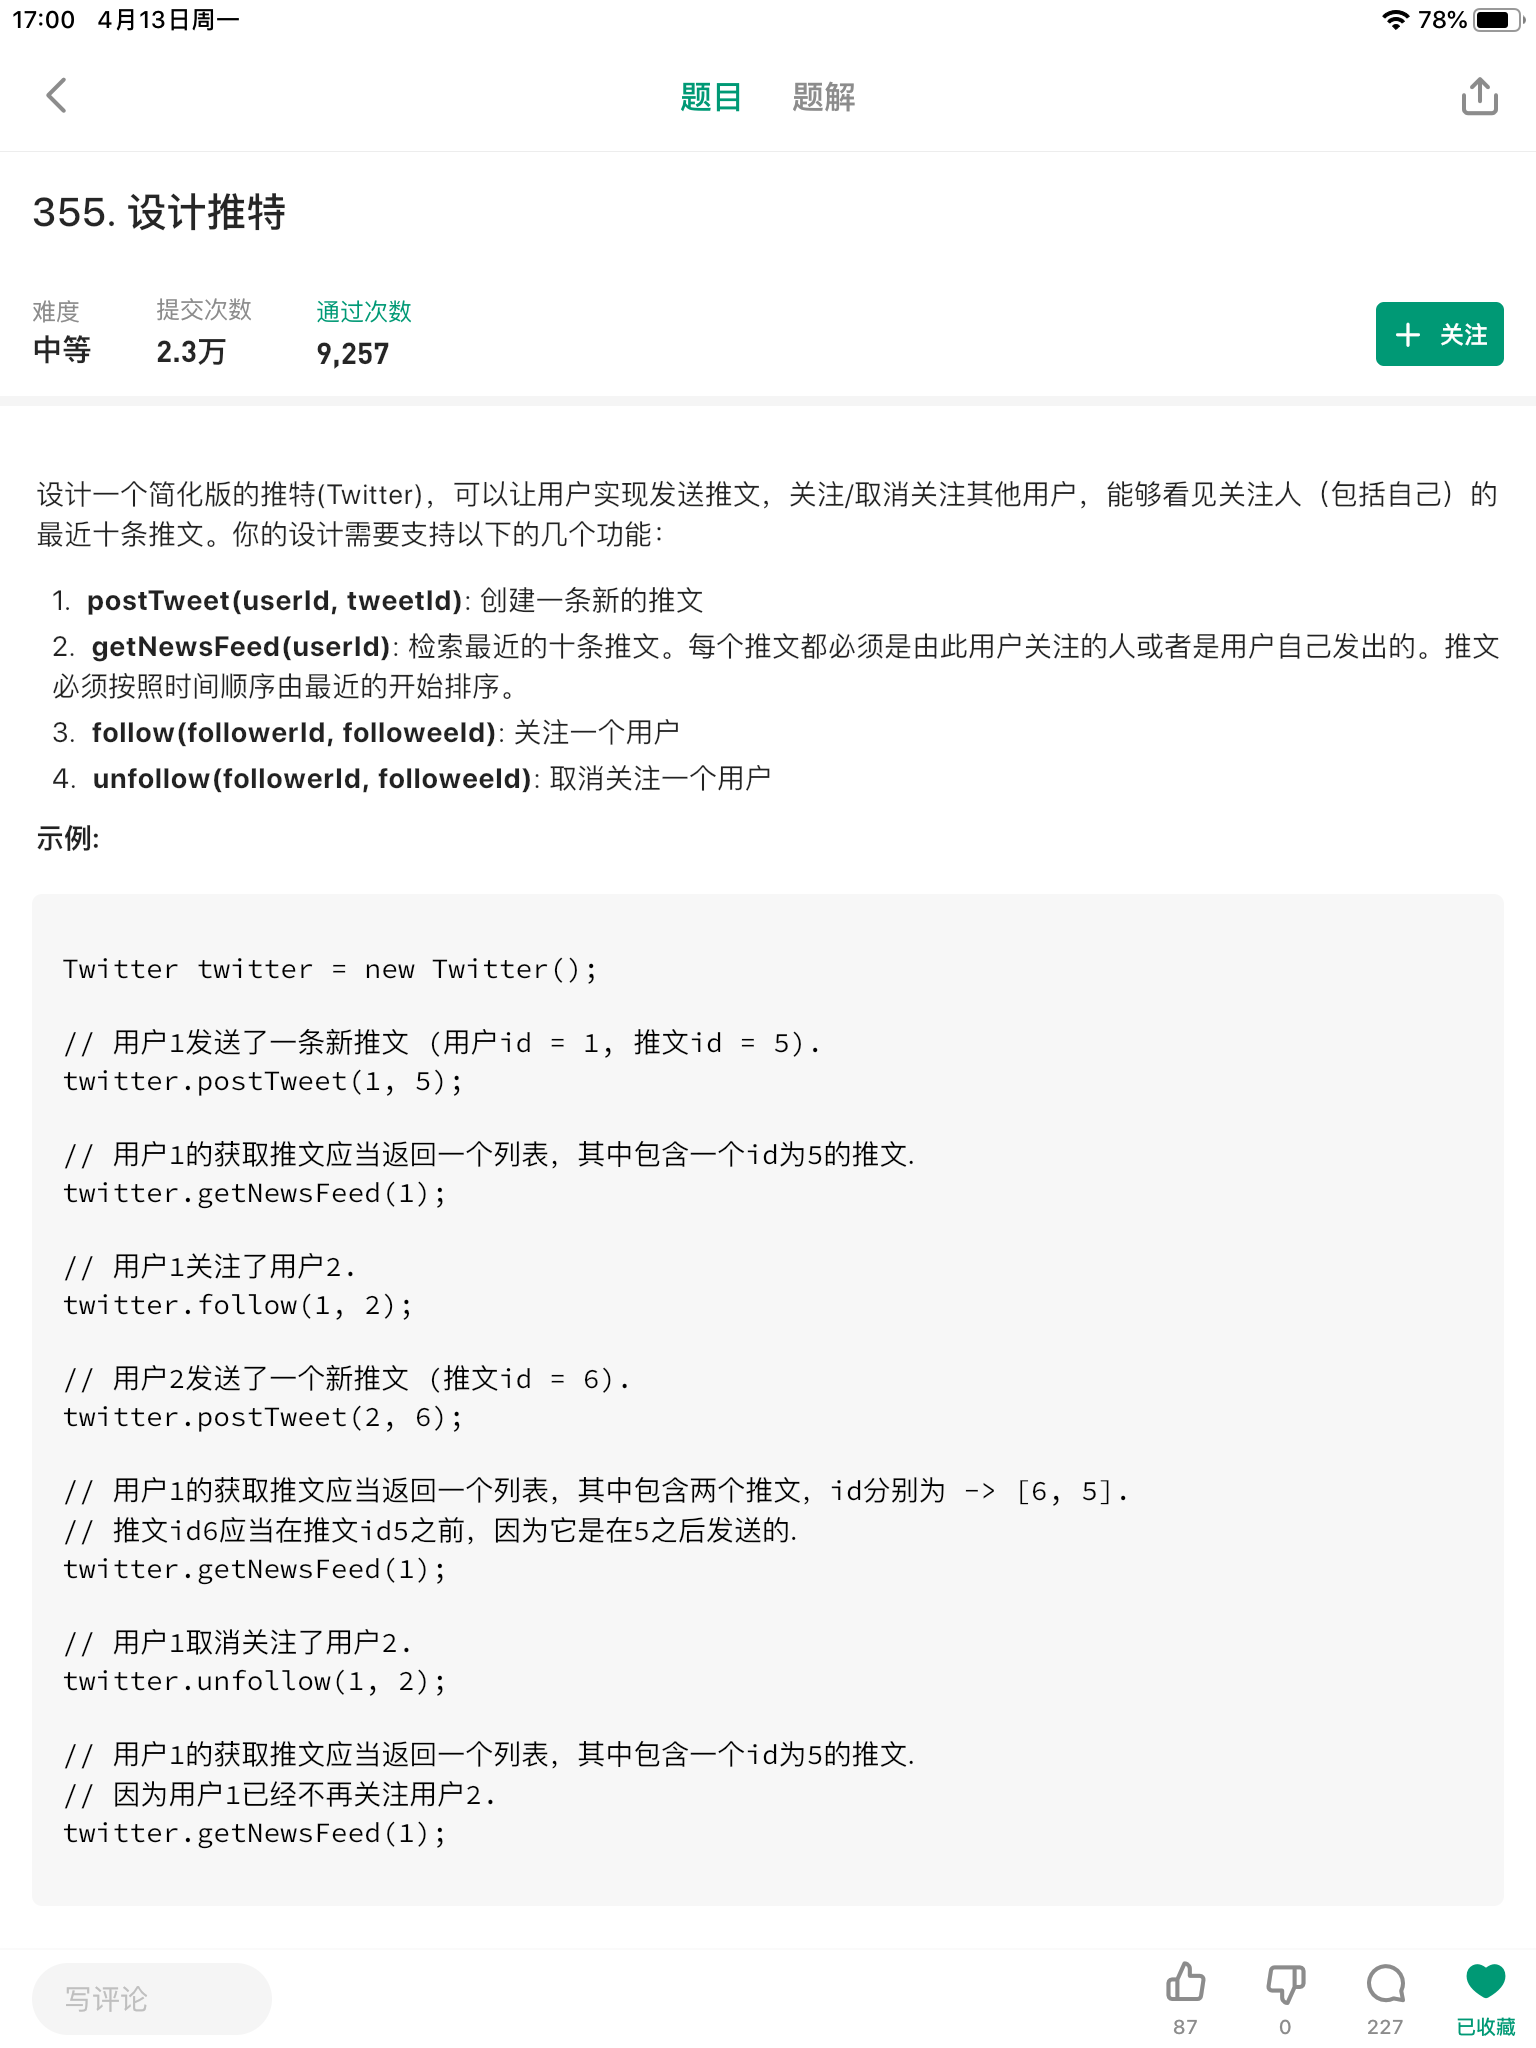 17:00 4月13日周一 78%
题目 题解
355. 设计推特
难度 提交次数 通过次数
中等 2.3万 9,257
关注
设计一个简化版的推特(Twitter)，可以让用户实现发送推文，关注/取消关注其他用户，能够看见关注人（包括自己）的
最近十条推文。你的设计需要支持以下的几个功能：
1. postTweet(userId, tweetId): 创建一条新的推文
2. getNewsFeed(userId): 检索最近的十条推文。每个推文都必须是由此用户关注的人或者是用户自己发出的。推文
必须按照时间顺序由最近的开始排序。
3. follow(followerId, followeeId): 关注一个用户
4. unfollow(followerId, followeeId): 取消关注一个用户
示例:
Twitter twitter = new Twitter();
// 用户1发送了一条新推文 (用户id = 1, 推文id = 5).
twitter.postTweet(1, 5);
// 用户1的获取推文应当返回一个列表，其中包含一个id为5的推文.
twitter.getNewsFeed(1);
// 用户1关注了用户2.
twitter.follow(1, 2);
// 用户2发送了一个新推文 (推文id = 6).
twitter.postTweet(2, 6);
// 用户1的获取推文应当返回一个列表，其中包含两个推文，id分别为 -> [6, 5].
// 推文id6应当在推文id5之前，因为它是在5之后发送的.
twitter.getNewsFeed(1);
// 用户1取消关注了用户2.
twitter.unfollow(1, 2);
// 用户1的获取推文应当返回一个列表，其中包含一个id为5的推文.
// 因为用户1已经不再关注用户2.
twitter.getNewsFeed(1);
写评论
87 0 227 已收藏